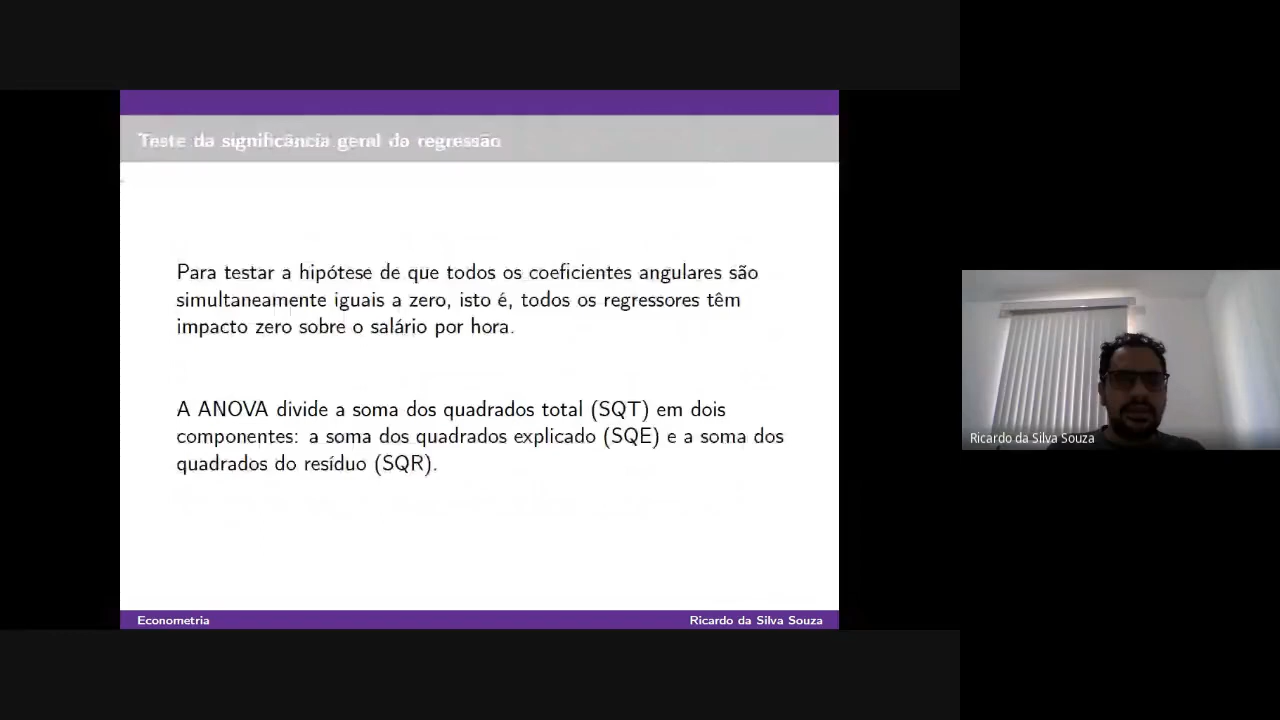 Teste da significância geral da regressão
Para testar a hipótese de que todos os coeficientes angulares são
simultaneamente iguais a zero, isto é, todos os regressores têm
impacto zero sobre o salário por hora.
A ANOVA divide a soma dos quadrados total (SQT) em dois
componentes: a soma dos quadrados explicado (SQE) e a soma dos
quadrados do resíduo (SQR).
Econometria
Ricardo da Silva Souza
Ricardo da Silva Souza